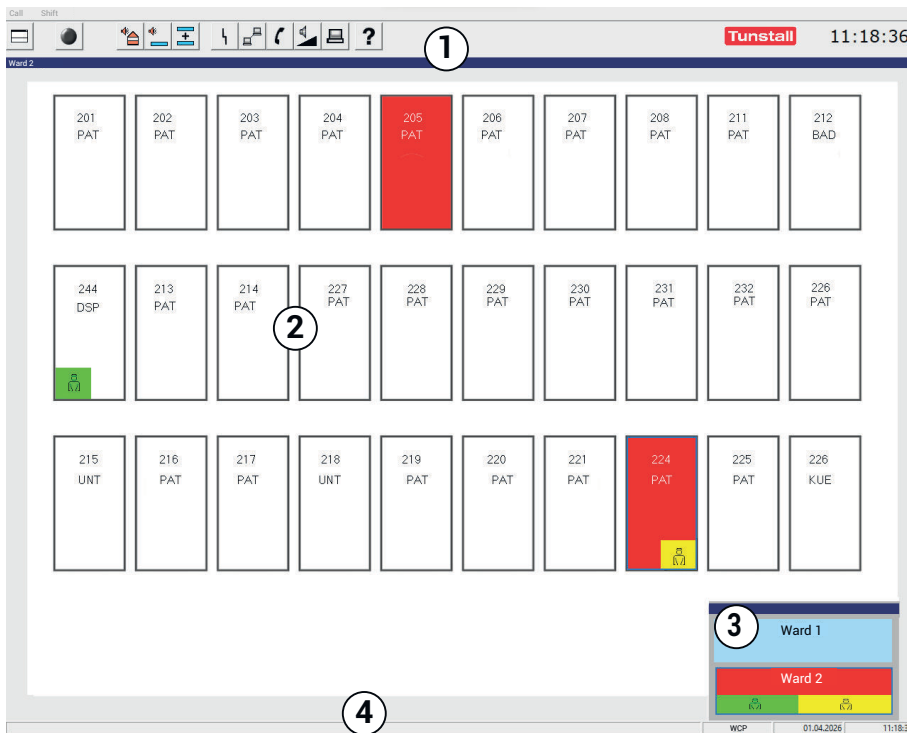 Call Shift
?
1
Tunstall
11:18:36
Ward 2
201 202 203 204 205 206 207 208 211 212
PAT PAT PAT PAT PAT PAT PAT PAT PAT BAD
244 213 214 227 228 229 230 231 232 226
DSP PAT PAT PAT PAT PAT PAT PAT PAT PAT
2
215 216 217 218 219 220 221 224 225 226
UNT PAT PAT UNT PAT PAT PAT PAT PAT KUE
3
Ward 1
Ward 2
4
WCP 01.04.2026 11:18:3